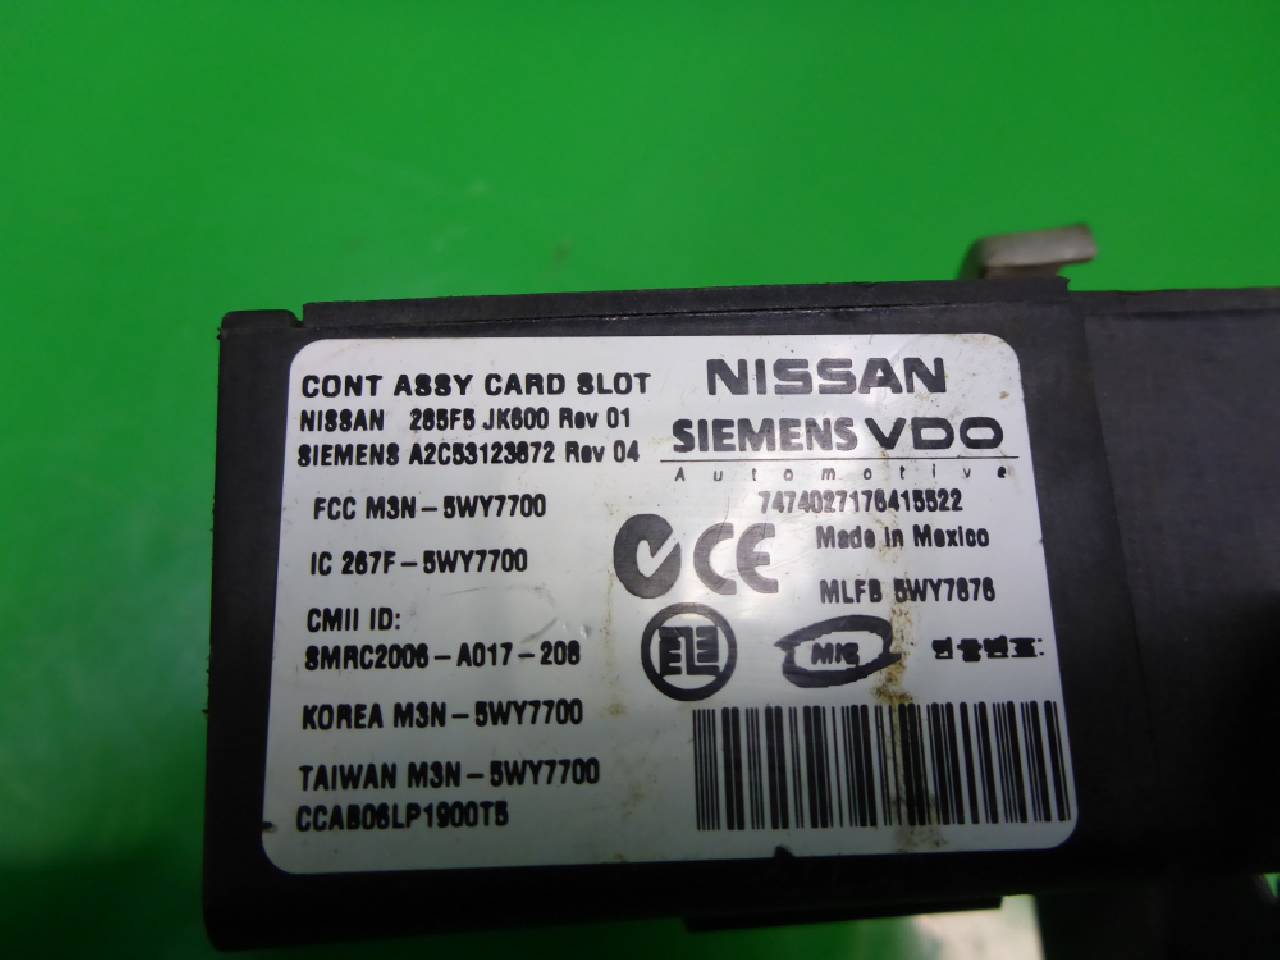 CONT ASSY CARD SLOT
NISSAN 285F5 JK600 Rev 01
SIEMENS A2C53123872 Rev 04
FCC M3N-5WY7700
IC 267F-5WY7700
CMII ID:
SMRC2006-A017-208
KOREA M3N-5WY7700
TAIWAN M3N-5WY7700
CCAB06LP1900T5
NISSAN
SIEMENS VDO
Automotive
7474027176415522
CE
Made in Mexico
MLFB 5WY7876
MIC